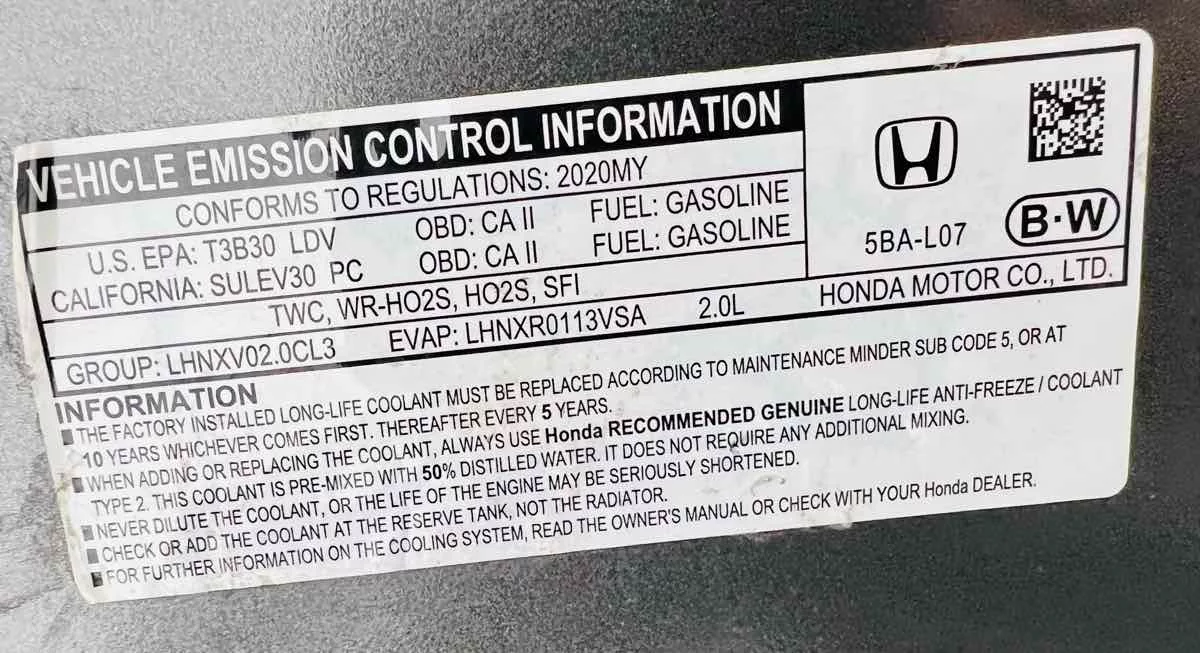 VEHICLE EMISSION CONTROL INFORMATION
CONFORMS TO REGULATIONS: 2020MY
U.S. EPA: T3B30 LDV OBD: CA II FUEL: GASOLINE
CALIFORNIA: SULEV30 PC OBD: CA II FUEL: GASOLINE
TWC, WR-HO2S, HO2S, SFI
GROUP: LHNXV02.0CL3 EVAP: LHNXR0113VSA 2.0L
5BA-L07 B·W
HONDA MOTOR CO., LTD.
INFORMATION
■ THE FACTORY INSTALLED LONG-LIFE COOLANT MUST BE REPLACED ACCORDING TO MAINTENANCE MINDER SUB CODE 5, OR AT
10 YEARS WHICHEVER COMES FIRST. THEREAFTER EVERY 5 YEARS.
■ WHEN ADDING OR REPLACING THE COOLANT, ALWAYS USE Honda RECOMMENDED GENUINE LONG-LIFE ANTI-FREEZE / COOLANT
TYPE 2. THIS COOLANT IS PRE-MIXED WITH 50% DISTILLED WATER. IT DOES NOT REQUIRE ANY ADDITIONAL MIXING.
■ NEVER DILUTE THE COOLANT, OR THE LIFE OF THE ENGINE MAY BE SERIOUSLY SHORTENED.
■ CHECK OR ADD THE COOLANT AT THE RESERVE TANK, NOT THE RADIATOR.
■ FOR FURTHER INFORMATION ON THE COOLING SYSTEM, READ THE OWNER'S MANUAL OR CHECK WITH YOUR Honda DEALER.